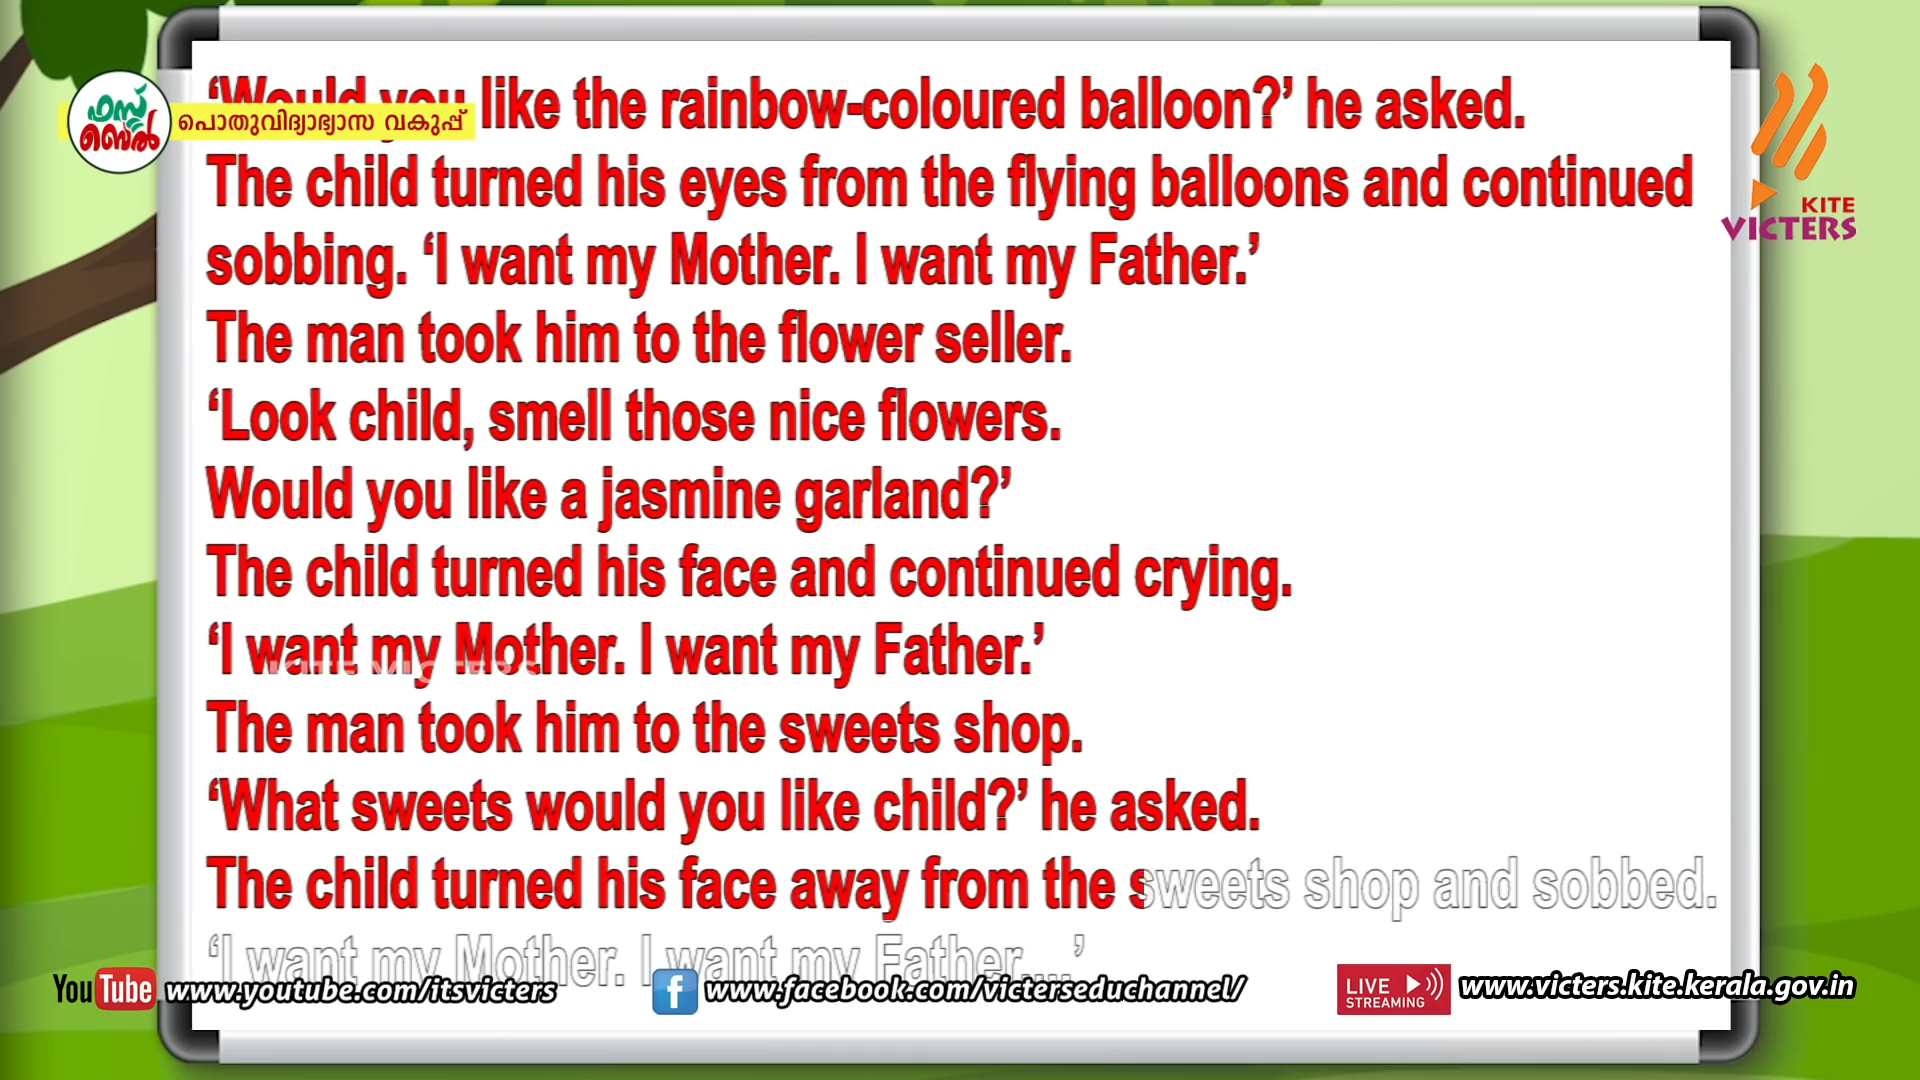 ‘Would you like the rainbow-coloured balloon?’ he asked.
The child turned his eyes from the flying balloons and continued
sobbing. ‘I want my Mother. I want my Father.’
The man took him to the flower seller.
‘Look child, smell those nice flowers.
Would you like a jasmine garland?’
The child turned his face and continued crying.
‘I want my Mother. I want my Father.’
The man took him to the sweets shop.
‘What sweets would you like child?’ he asked.
The child turned his face away from the sweets shop and sobbed.
‘I want my Mother. I want my Father....’
ഫസ്റ്റ്
ബെൽ
പൊതുവിദ്യാഭ്യാസ വകുപ്പ്
KITE
VICTERS
KITE VICTERS
YouTube www.youtube.com/itsvicters
f www.facebook.com/victerseduchannel/
LIVE
STREAMING
www.victers.kite.kerala.gov.in